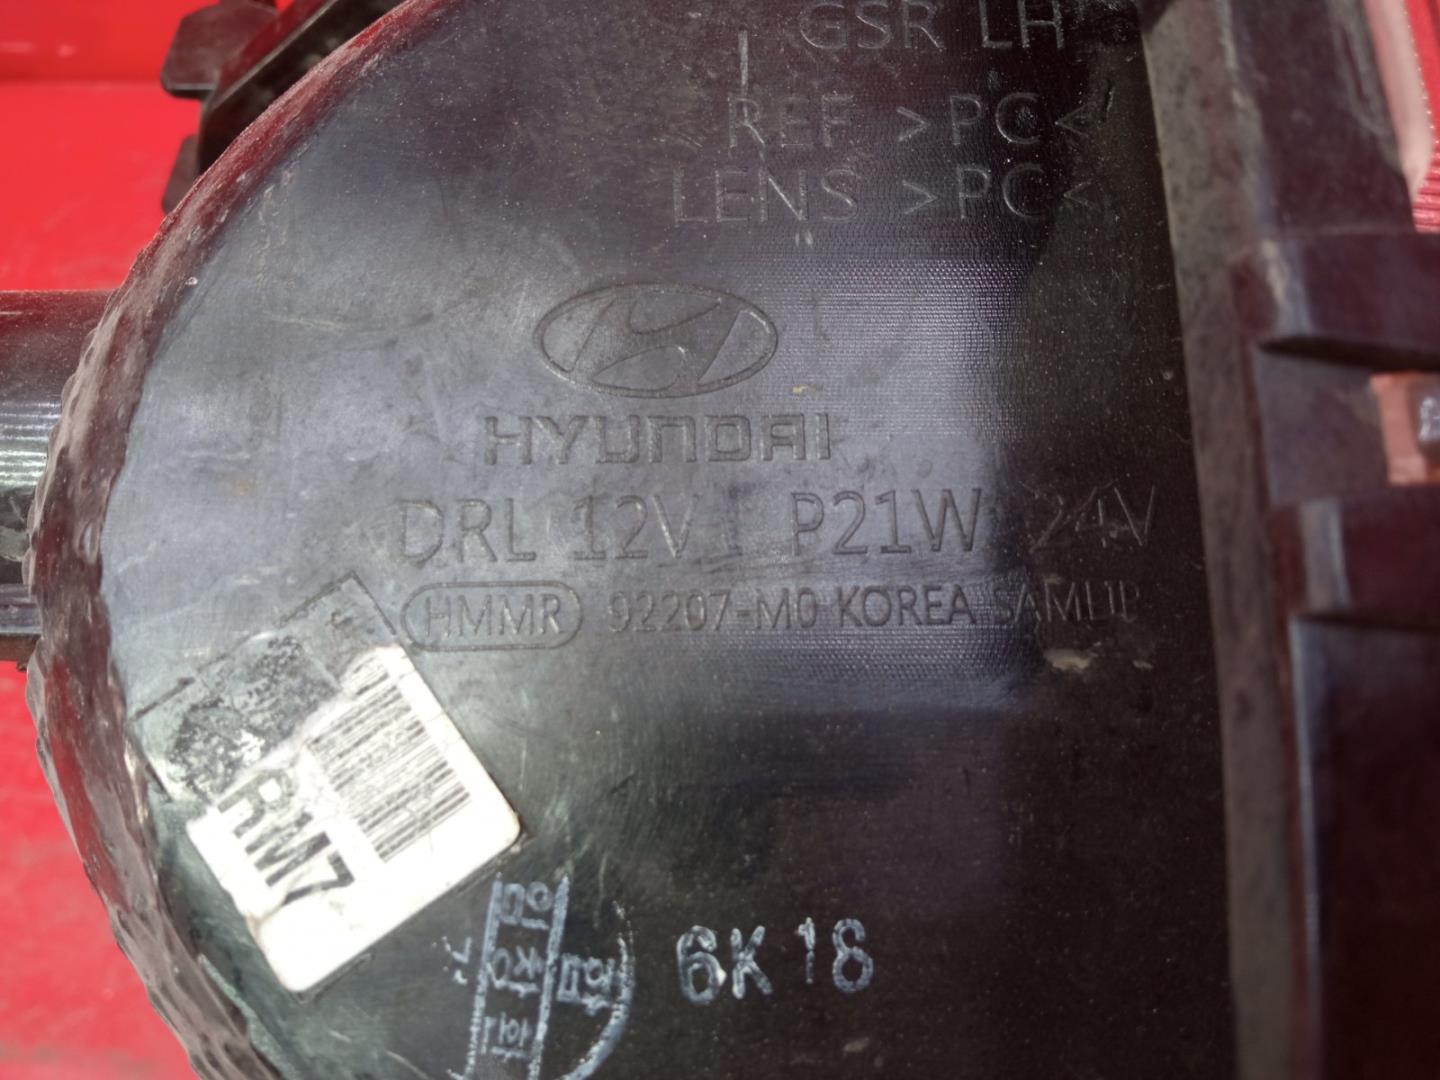 GSR LH
REF >PC<
LENS >PC<
HYUNDAI
DRL 12V P21W 24V
HMMR 92207-M0 KOREA SAMLIP
RM7
6K 18